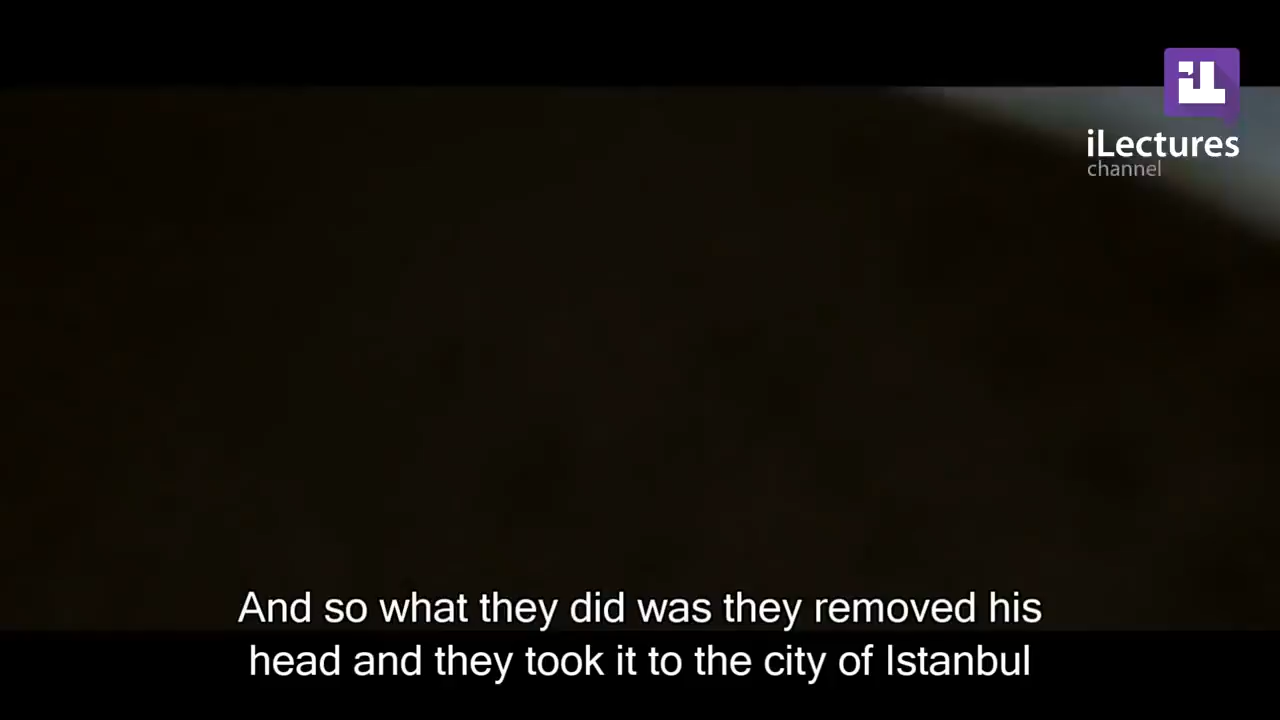 iL
iLectures
channel
And so what they did was they removed his
head and they took it to the city of Istanbul